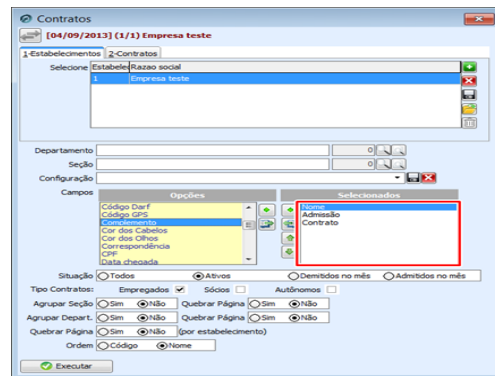 Contratos
[04/09/2013] (1/1) Empresa teste
1-Estabelecimentos 2-Contratos
Selecione Estabelec Razao social
1 Empresa teste
Departamento 0
Seção 0
Configuração
Campos Opções Selecionados
Código Darf Nome
Código GPS Admissão
Complemento Contrato
Cor dos Cabelos
Cor dos Olhos
Correspondência
CPF
Data chegada
Situação Todos Ativos Demitidos no mês Admitidos no mês
Tipo Contratos: Empregados Sócios Autônomos
Agrupar Seção Sim Não Quebrar Página Sim Não
Agrupar Depart. Sim Não Quebrar Página Sim Não
Quebrar Página Sim Não (por estabelecimento)
Ordem Código Nome
Executar